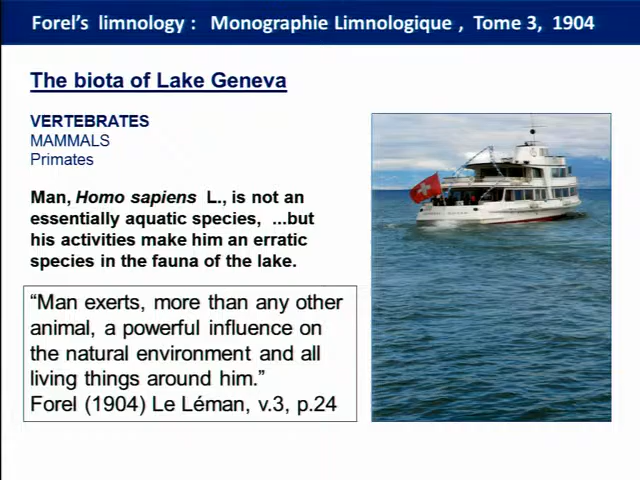 Forel's limnology : Monographie Limnologique , Tome 3, 1904
The biota of Lake Geneva
VERTEBRATES
MAMMALS
Primates
Man, Homo sapiens L., is not an
essentially aquatic species, ...but
his activities make him an erratic
species in the fauna of the lake.
“Man exerts, more than any other
animal, a powerful influence on
the natural environment and all
living things around him.”
Forel (1904) Le Léman, v.3, p.24